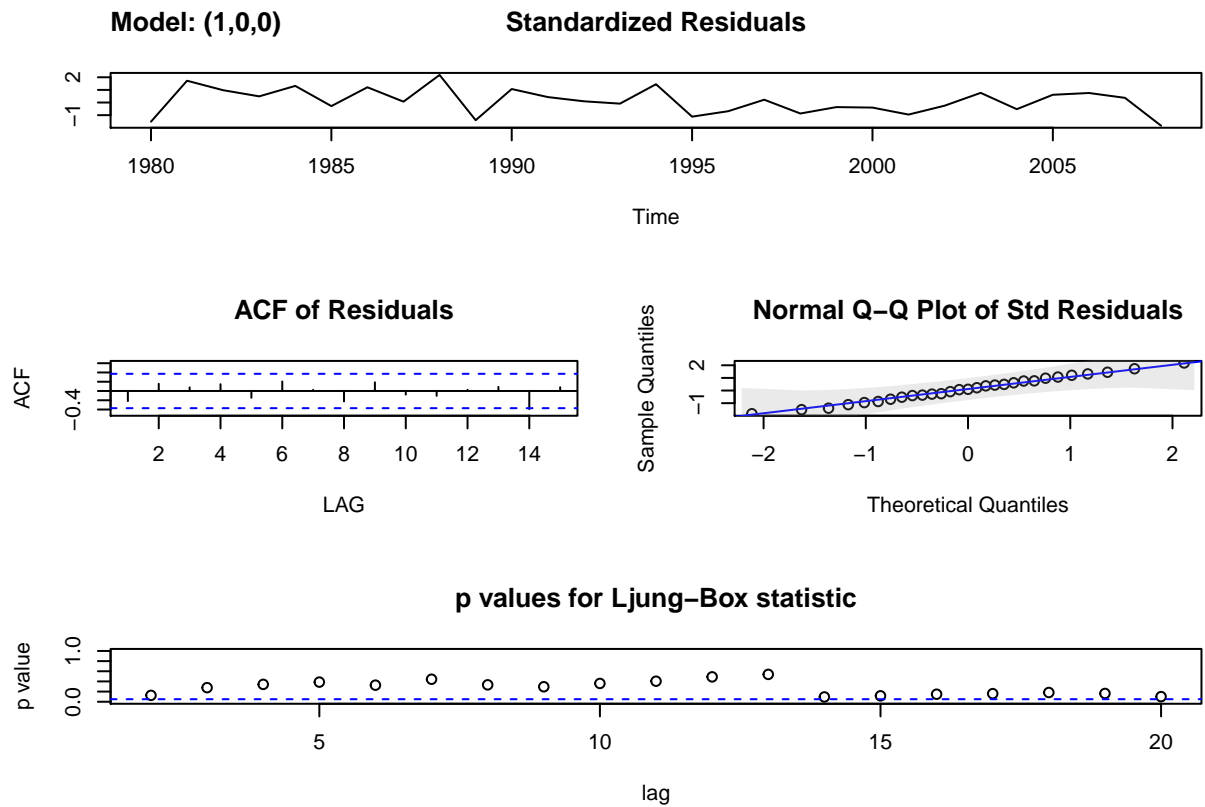 Model: (1,0,0) Standardized Residuals
2
−1
1980 1985 1990 1995 2000 2005
Time
ACF of Residuals
ACF
−0.4
2 4 6 8 10 12 14
LAG
Normal Q−Q Plot of Std Residuals
Sample Quantiles
2
−1
−2 −1 0 1 2
Theoretical Quantiles
p values for Ljung−Box statistic
p value
1.0
0.0
5 10 15 20
lag